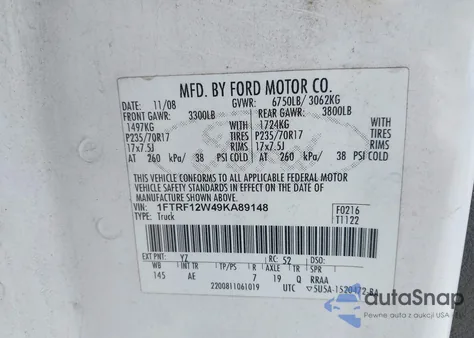 MFD. BY FORD MOTOR CO.
DATE: 11/08 GVWR: 6750LB/ 3062KG
FRONT GAWR: 3300LB REAR GAWR: 3800LB
1497KG WITH 1724KG WITH
P235/70R17 TIRES P235/70R17 TIRES
17x7.5J RIMS 17x7.5J RIMS
AT 260 kPa/ 38 PSI COLD AT 260 kPa/ 38 PSI COLD
THIS VEHICLE CONFORMS TO ALL APPLICABLE FEDERAL MOTOR
VEHICLE SAFETY STANDARDS IN EFFECT ON THE DATE OF
MANUFACTURE SHOWN ABOVE.
VIN: 1FTRF12W49KA89148 F0216
TYPE: Truck T1122
EXT PNT: YZ RC: 52 DSO:
WB INT TR TP/PS R AXLE TR SPR
145 AE 7 19 Q RRAA
2200811061019 UTC 5U5A-1520472-BA
autoSnap
Pewne auta z aukcji w USA